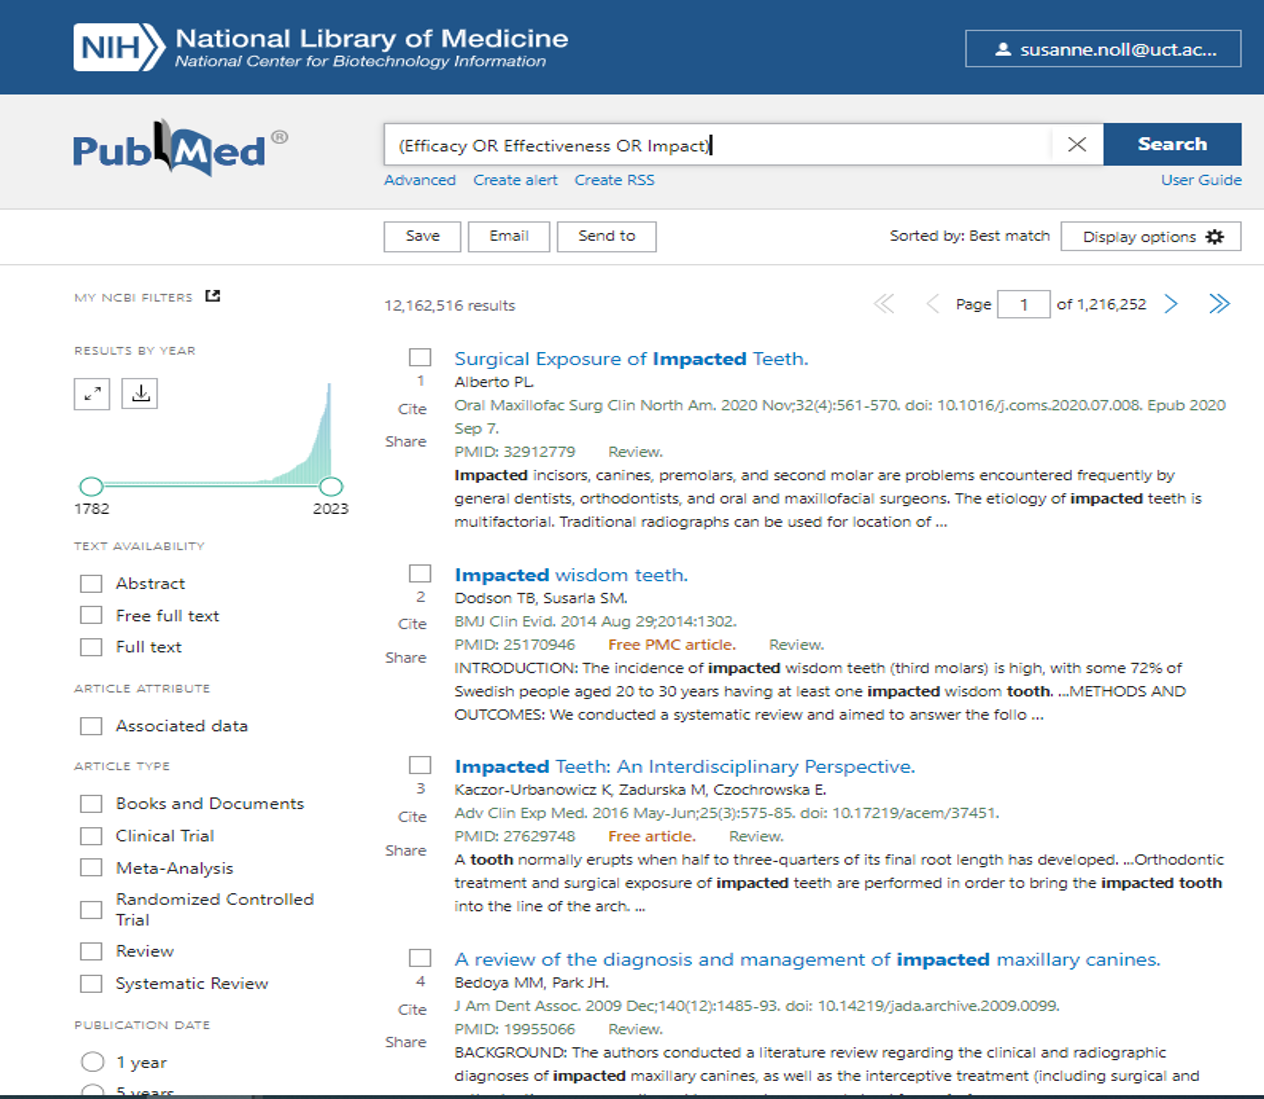 NIH National Library of Medicine
National Center for Biotechnology Information
susanne.noll@uct.ac...
PubMed®
(Efficacy OR Effectiveness OR Impact)
Search
Advanced Create alert Create RSS
User Guide
Save Email Send to
Sorted by: Best match Display options
MY NCBI FILTERS
12,162,516 results
Page 1 of 1,216,252
RESULTS BY YEAR
1782 2023
TEXT AVAILABILITY
Abstract
Free full text
Full text
ARTICLE ATTRIBUTE
Associated data
ARTICLE TYPE
Books and Documents
Clinical Trial
Meta-Analysis
Randomized Controlled
Trial
Review
Systematic Review
PUBLICATION DATE
1 year
5 years
1
Cite
Share
Surgical Exposure of Impacted Teeth.
Alberto PL.
Oral Maxillofac Surg Clin North Am. 2020 Nov;32(4):561-570. doi: 10.1016/j.coms.2020.07.008. Epub 2020
Sep 7.
PMID: 32912779 Review.
Impacted incisors, canines, premolars, and second molar are problems encountered frequently by
general dentists, orthodontists, and oral and maxillofacial surgeons. The etiology of impacted teeth is
multifactorial. Traditional radiographs can be used for location of ...
2
Cite
Share
Impacted wisdom teeth.
Dodson TB, Susarla SM.
BMJ Clin Evid. 2014 Aug 29;2014:1302.
PMID: 25170946 Free PMC article. Review.
INTRODUCTION: The incidence of impacted wisdom teeth (third molars) is high, with some 72% of
Swedish people aged 20 to 30 years having at least one impacted wisdom tooth. ...METHODS AND
OUTCOMES: We conducted a systematic review and aimed to answer the follo ...
3
Cite
Share
Impacted Teeth: An Interdisciplinary Perspective.
Kaczor-Urbanowicz K, Zadurska M, Czochrowska E.
Adv Clin Exp Med. 2016 May-Jun;25(3):575-85. doi: 10.17219/acem/37451.
PMID: 27629748 Free article. Review.
A tooth normally erupts when half to three-quarters of its final root length has developed. ...Orthodontic
treatment and surgical exposure of impacted teeth are performed in order to bring the impacted tooth
into the line of the arch. ...
4
Cite
Share
A review of the diagnosis and management of impacted maxillary canines.
Bedoya MM, Park JH.
J Am Dent Assoc. 2009 Dec;140(12):1485-93. doi: 10.14219/jada.archive.2009.0099.
PMID: 19955066 Review.
BACKGROUND: The authors conducted a literature review regarding the clinical and radiographic
diagnoses of impacted maxillary canines, as well as the interceptive treatment (including surgical and